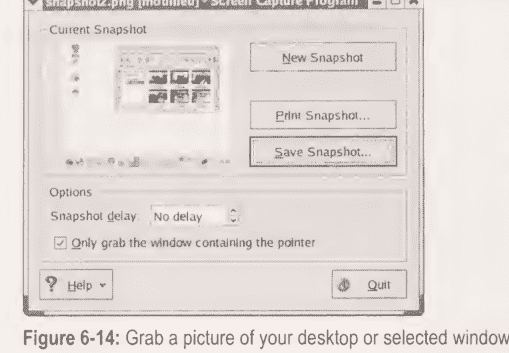 snapshot2.png [modified] - Screen Capture Program
Current Snapshot
New Snapshot
Print Snapshot...
Save Snapshot...
Options
Snapshot delay: No delay
Only grab the window containing the pointer
? Help
Quit
Figure 6-14: Grab a picture of your desktop or selected window